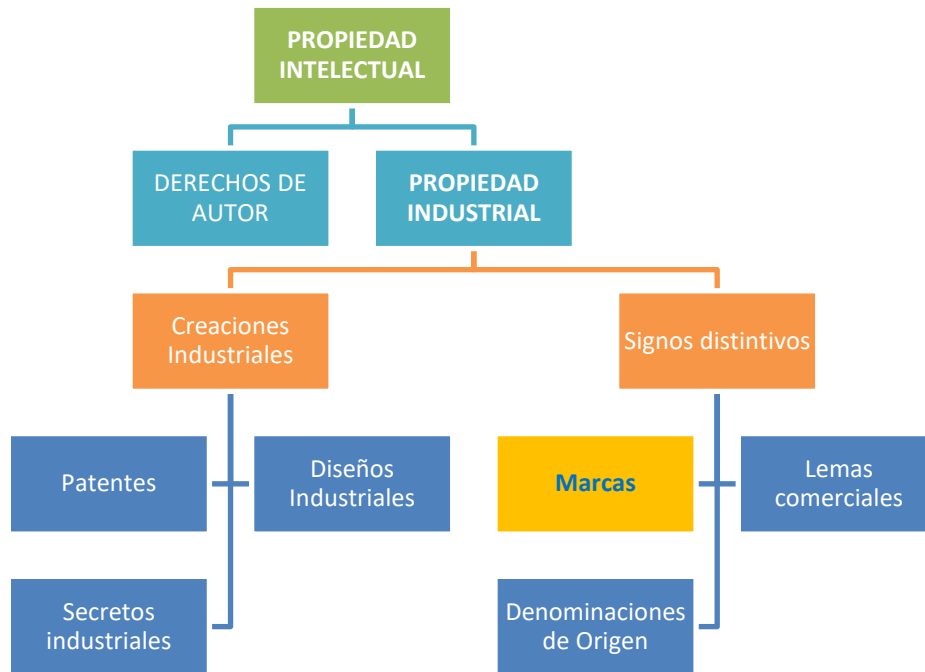 PROPIEDAD
INTELECTUAL
DERECHOS DE
AUTOR
PROPIEDAD
INDUSTRIAL
Creaciones
Industriales
Signos distintivos
Patentes
Diseños
Industriales
Marcas
Lemas
comerciales
Secretos
industriales
Denominaciones
de Origen